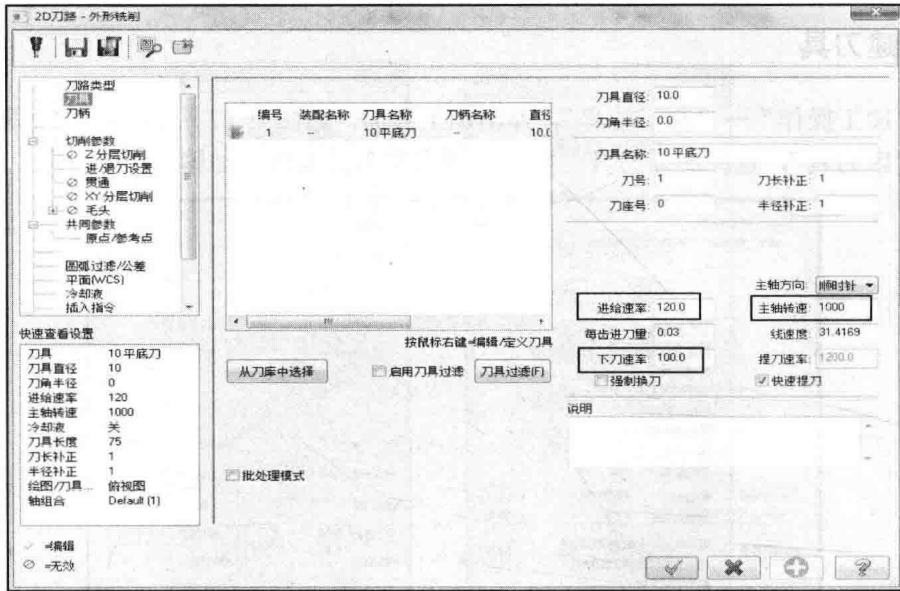 2D刀路 - 外形铣削
刀路类型
刀具
刀柄
切削参数
Z 分层切削
进/退刀设置
贯通
XY 分层切削
毛头
共同参数
原点/参考点
圆弧过滤/公差
平面(WCS)
冷却液
插入指令
快速查看设置
刀具 10 平底刀
刀具直径 10
刀角半径 0
进给速率 120
主轴转速 1000
冷却液 关
刀具长度 75
刀长补正 1
半径补正 1
绘图/刀具... 俯视图
轴组合 Default (1)
=编辑
=无效
编号 装配名称 刀具名称 刀柄名称 直径
1 -- 10 平底刀 -- 10.0
按鼠标右键=编辑/定义刀具
从刀库中选择
启用刀具过滤
刀具过滤(F)
批处理模式
刀具直径: 10.0
刀角半径: 0.0
刀具名称: 10 平底刀
刀号: 1 刀长补正: 1
刀座号: 0 半径补正: 1
主轴方向: 顺时针
进给速率: 120.0 主轴转速: 1000
每齿进刀量: 0.03 线速度: 31.4169
下刀速率: 100.0 提刀速率: 1200.0
强制换刀 快速提刀
说明